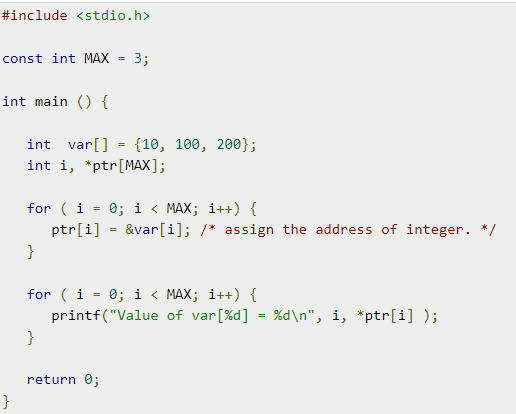 #include <stdio.h>
const int MAX = 3;
int main () {
   int  var[] = {10, 100, 200};
   int i, *ptr[MAX];
   for ( i = 0; i < MAX; i++) {
      ptr[i] = &var[i]; /* assign the address of integer. */
   }
   for ( i = 0; i < MAX; i++) {
      printf("Value of var[%d] = %d\n", i, *ptr[i] );
   }
   return 0;
}